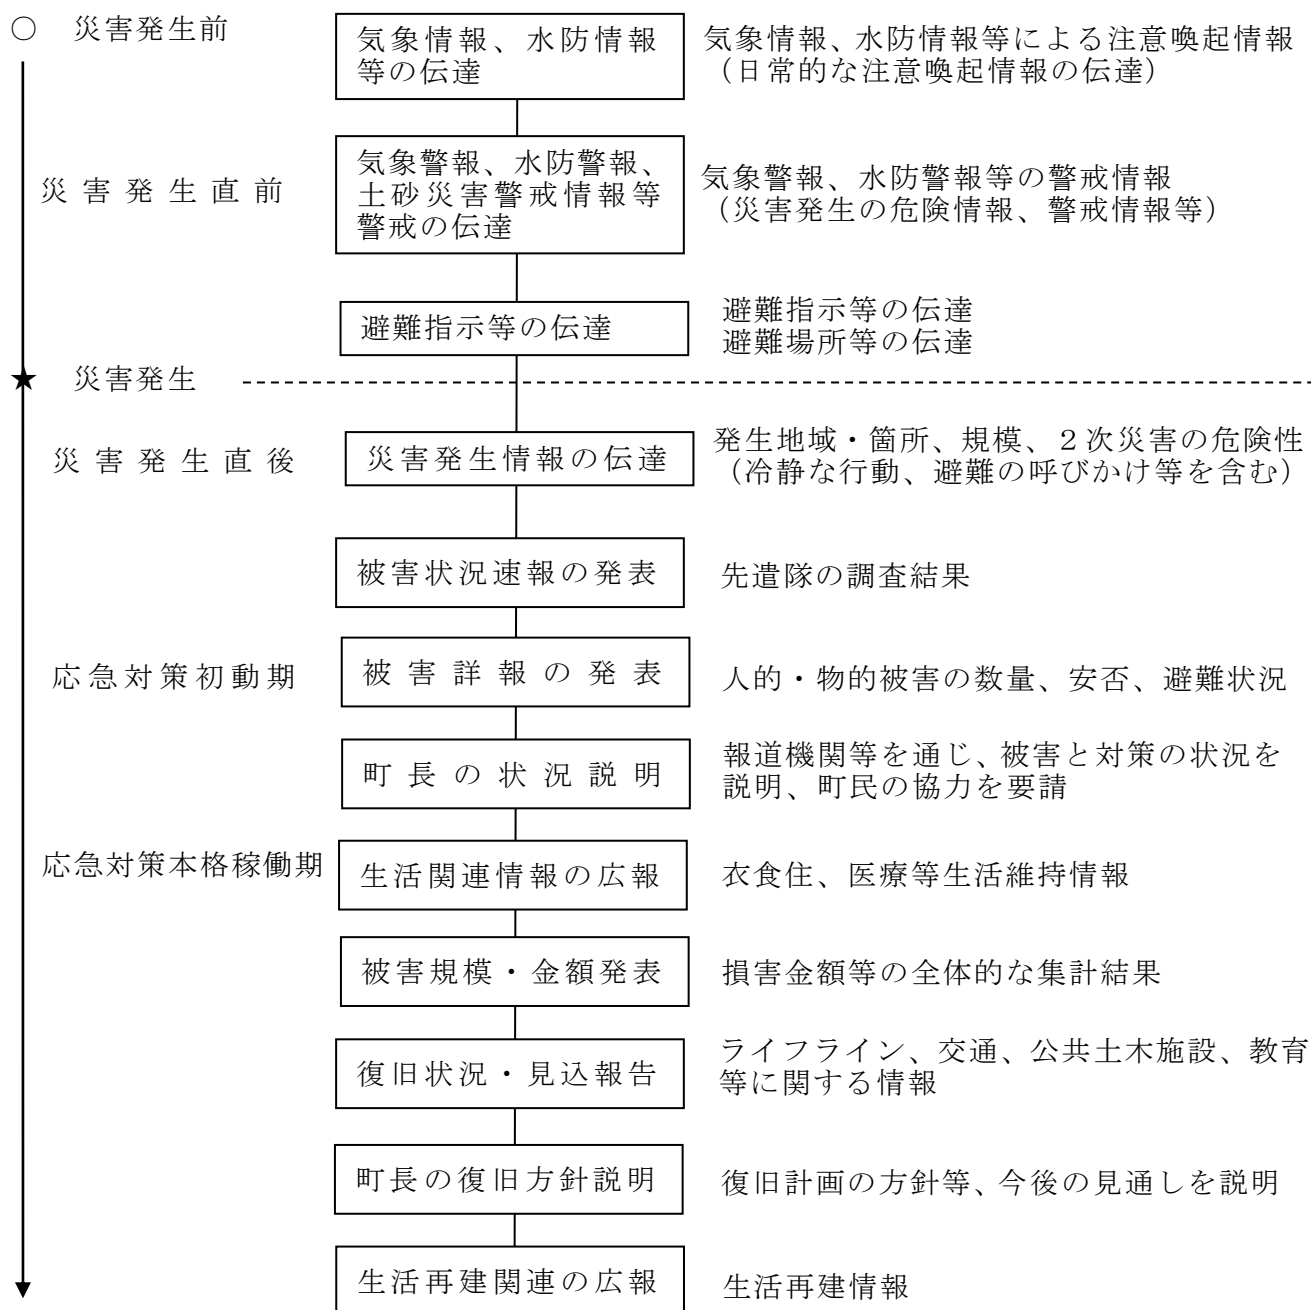 ○ 災害発生前
気象情報、水防情報
等の伝達
気象情報、水防情報等による注意喚起情報
（日常的な注意喚起情報の伝達）
災害発生直前
気象警報、水防警報、
土砂災害警戒情報等
警戒の伝達
気象警報、水防警報等の警戒情報
（災害発生の危険情報、警戒情報等）
避難指示等の伝達
避難指示等の伝達
避難場所等の伝達
★ 災害発生
災害発生直後
災害発生情報の伝達
発生地域・箇所、規模、２次災害の危険性
（冷静な行動、避難の呼びかけ等を含む）
被害状況速報の発表
先遣隊の調査結果
応急対策初動期
被害詳報の発表
人的・物的被害の数量、安否、避難状況
町長の状況説明
報道機関等を通じ、被害と対策の状況を
説明、町民の協力を要請
応急対策本格稼働期
生活関連情報の広報
衣食住、医療等生活維持情報
被害規模・金額発表
損害金額等の全体的な集計結果
復旧状況・見込報告
ライフライン、交通、公共土木施設、教育
等に関する情報
町長の復旧方針説明
復旧計画の方針等、今後の見通しを説明
生活再建関連の広報
生活再建情報